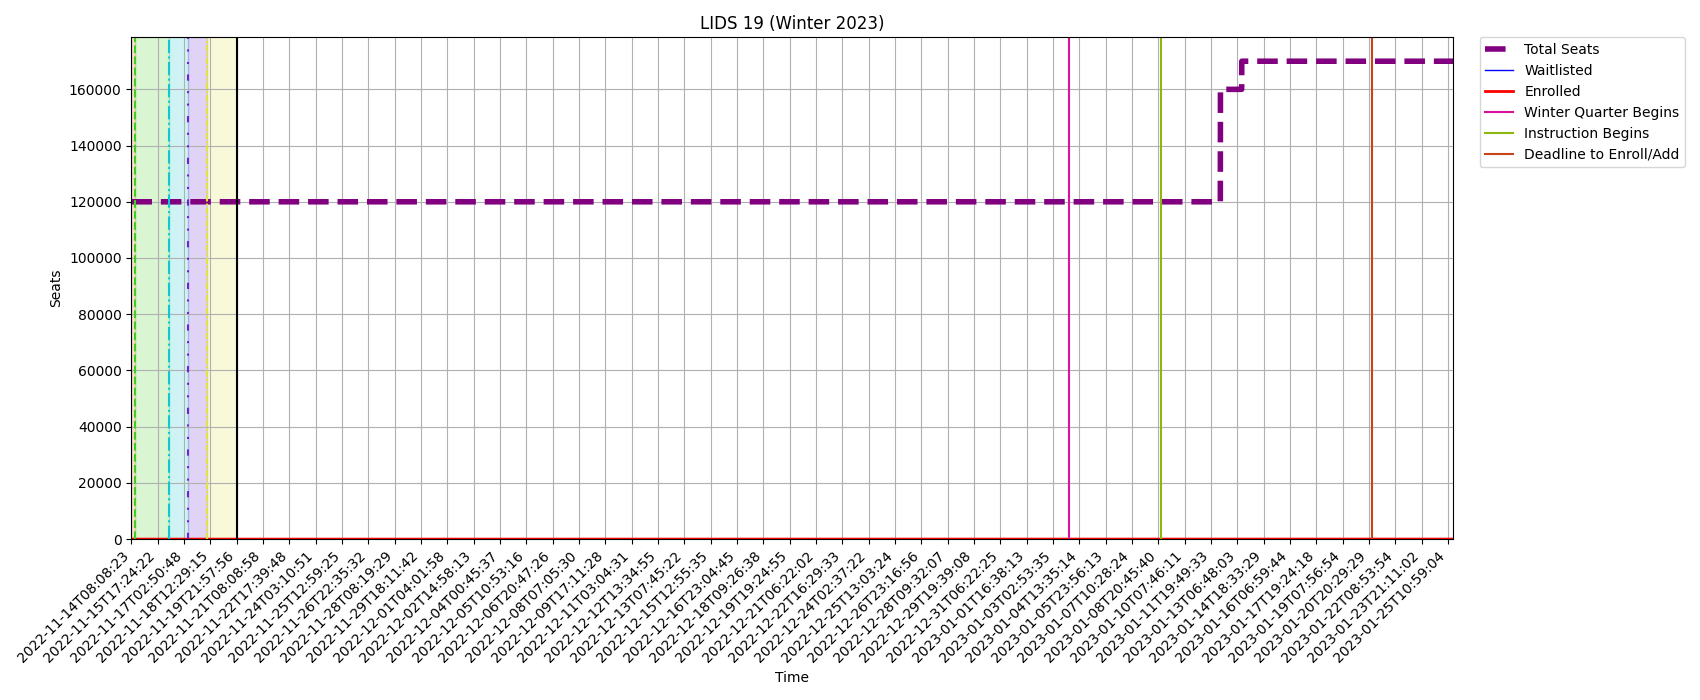 LIDS 19 (Winter 2023)
Total Seats
Waitlisted
Enrolled
Winter Quarter Begins
Instruction Begins
Deadline to Enroll/Add
Seats
160000
140000
120000
100000
80000
60000
40000
20000
0
2022-11-14T08:08:23
2022-11-15T17:24:22
2022-11-17T02:50:48
2022-11-18T12:29:15
2022-11-19T21:57:56
2022-11-21T08:08:58
2022-11-22T17:39:48
2022-11-24T03:10:51
2022-11-25T12:59:25
2022-11-26T22:35:32
2022-11-28T08:19:29
2022-11-29T18:11:42
2022-12-01T04:01:58
2022-12-02T14:58:13
2022-12-04T00:45:37
2022-12-05T10:53:16
2022-12-06T20:47:26
2022-12-08T07:05:30
2022-12-09T17:11:28
2022-12-11T03:04:31
2022-12-12T13:34:55
2022-12-13T07:45:22
2022-12-15T12:55:35
2022-12-16T23:04:45
2022-12-18T09:26:38
2022-12-19T19:24:55
2022-12-21T06:22:02
2022-12-22T16:29:33
2022-12-24T02:37:22
2022-12-25T13:03:24
2022-12-26T23:16:56
2022-12-28T09:32:07
2022-12-29T19:39:08
2022-12-31T06:22:25
2023-01-01T16:38:13
2023-01-03T02:53:35
2023-01-04T13:35:14
2023-01-05T23:56:13
2023-01-07T10:28:24
2023-01-08T20:45:40
2023-01-10T07:46:11
2023-01-11T19:49:33
2023-01-13T06:48:03
2023-01-14T18:33:29
2023-01-16T06:59:44
2023-01-17T19:24:18
2023-01-19T07:56:54
2023-01-20T20:29:29
2023-01-22T08:53:54
2023-01-23T21:11:02
2023-01-25T10:59:04
Time